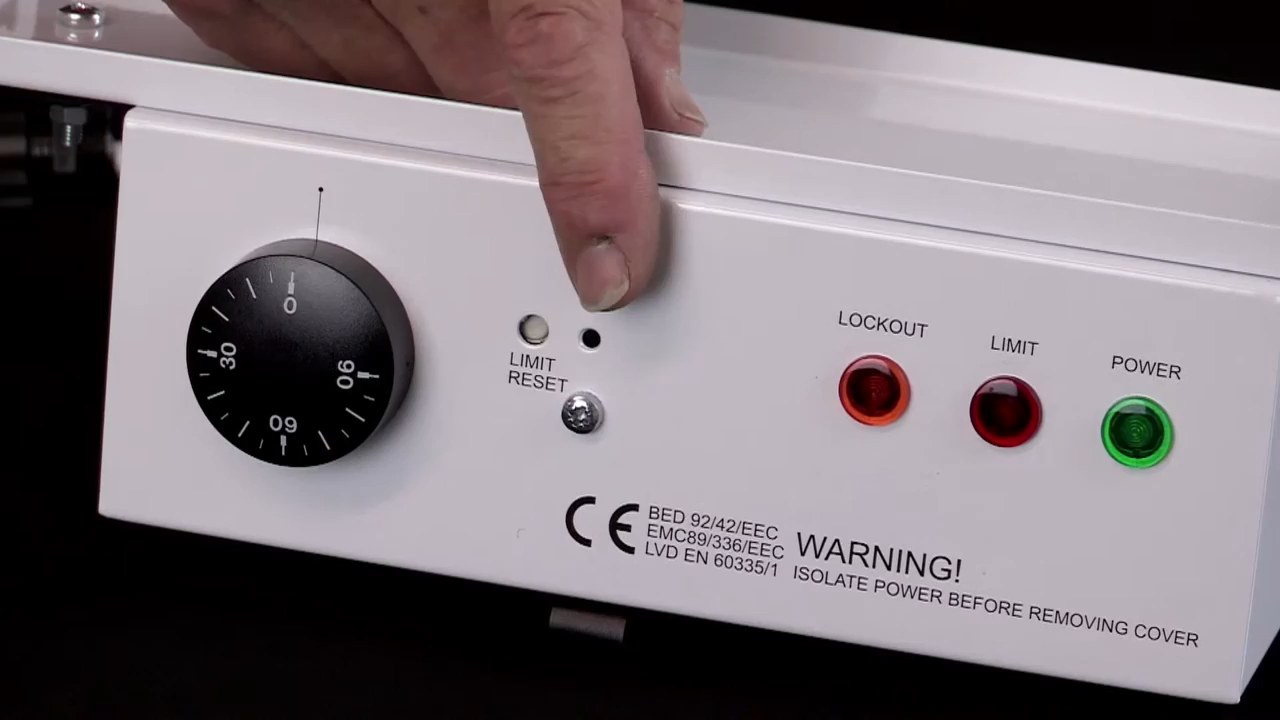 0
30
60
90
LIMIT
RESET
LOCKOUT
LIMIT
POWER
CE
BED 92/42/EEC
EMC89/336/EEC
LVD EN 60335/1
WARNING!
ISOLATE POWER BEFORE REMOVING COVER